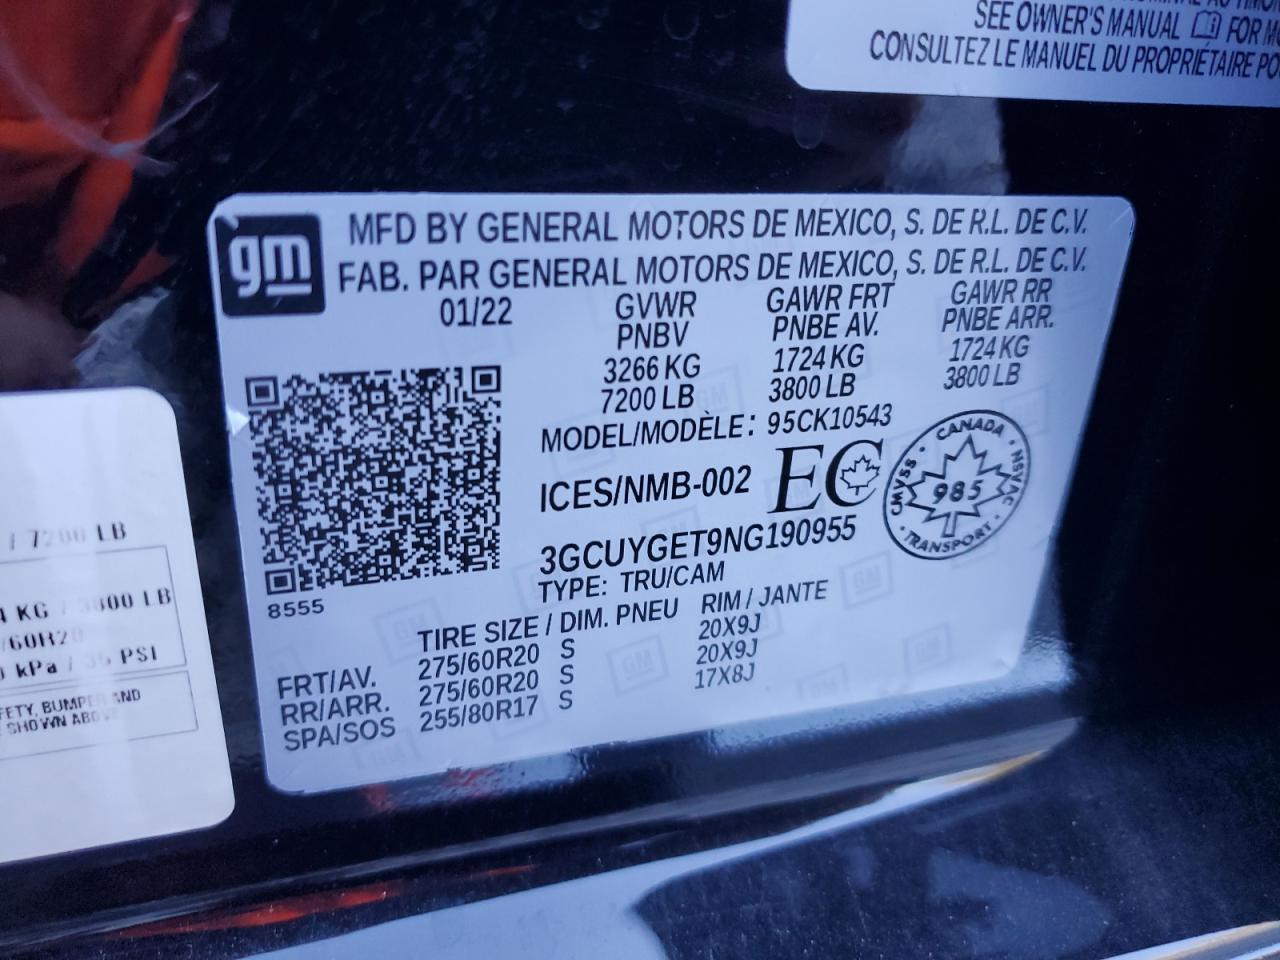 SEE OWNER'S MANUAL FOR
CONSULTEZ LE MANUEL DU PROPRIÉTAIRE
gm
MFD BY GENERAL MOTORS DE MEXICO, S. DE R.L. DE C.V.
FAB. PAR GENERAL MOTORS DE MEXICO, S. DE R.L. DE C.V.
01/22 GVWR GAWR FRT GAWR RR
PNBV PNBE AV. PNBE ARR.
3266 KG 1724 KG 1724 KG
7200 LB 3800 LB 3800 LB
MODEL/MODÈLE: 95CK10543
ICES/NMB-002 EC
CANADA
CMVSS 985 NSVAC
TRANSPORT
3GCUYGET9NG190955
TYPE: TRU/CAM
8555
TIRE SIZE / DIM. PNEU RIM / JANTE
FRT/AV. 275/60R20 S 20X9J
RR/ARR. 275/60R20 S 20X9J
SPA/SOS 255/80R17 S 17X8J
/ 7200 LB
KG / 3800 LB
/60R20
kPa / 35 PSI
BUMPER AND
SHOWN ABOVE